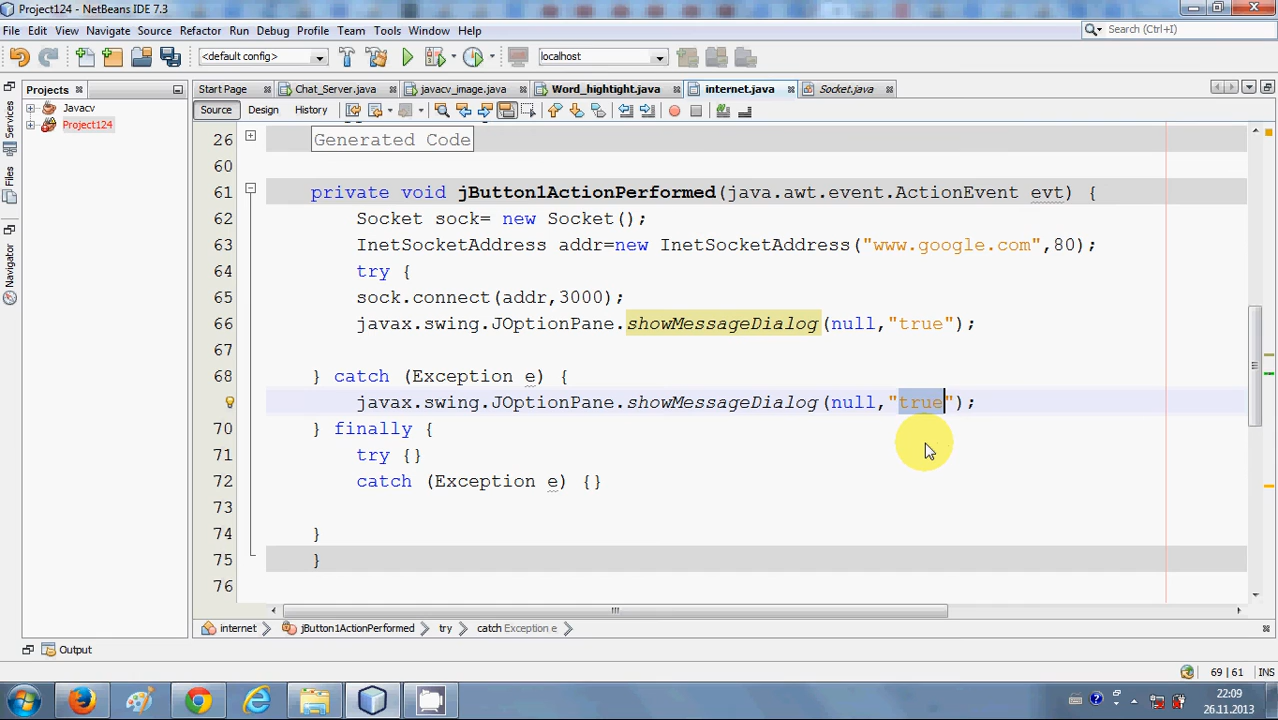 Project124 - NetBeans IDE 7.3
File Edit View Navigate Source Refactor Run Debug Profile Team Tools Window Help
Search (Ctrl+I)
<default config>
localhost
Projects
Start Page
Chat_Server.java
javacv_image.java
Word_hightight.java
internet.java
Socket.java
Javacv
Project124
Services
Files
Navigator
Source Design History
26 Generated Code
60
61 private void jButton1ActionPerformed(java.awt.event.ActionEvent evt) {
62 Socket sock= new Socket();
63 InetSocketAddress addr=new InetSocketAddress("www.google.com",80);
64 try {
65 sock.connect(addr,3000);
66 javax.swing.JOptionPane.showMessageDialog(null,"true");
67
68 } catch (Exception e) {
javax.swing.JOptionPane.showMessageDialog(null,"true");
70 } finally {
71 try {}
72 catch (Exception e) {}
73
74 }
75 }
76
internet jButton1ActionPerformed try catch Exception e
Output
69 | 61 INS
22:09
26.11.2013